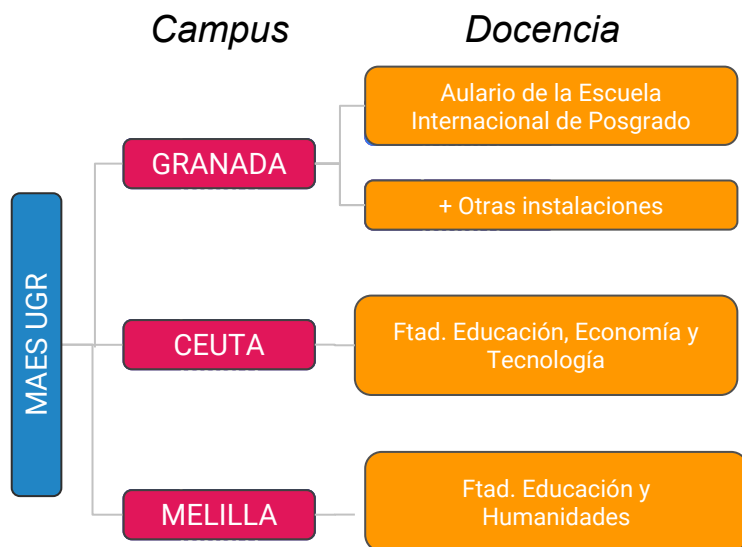 Campus
Docencia
MAES UGR
GRANADA
Aulario de la Escuela
Internacional de Posgrado
+ Otras instalaciones
CEUTA
Ftad. Educación, Economía y
Tecnología
MELILLA
Ftad. Educación y
Humanidades